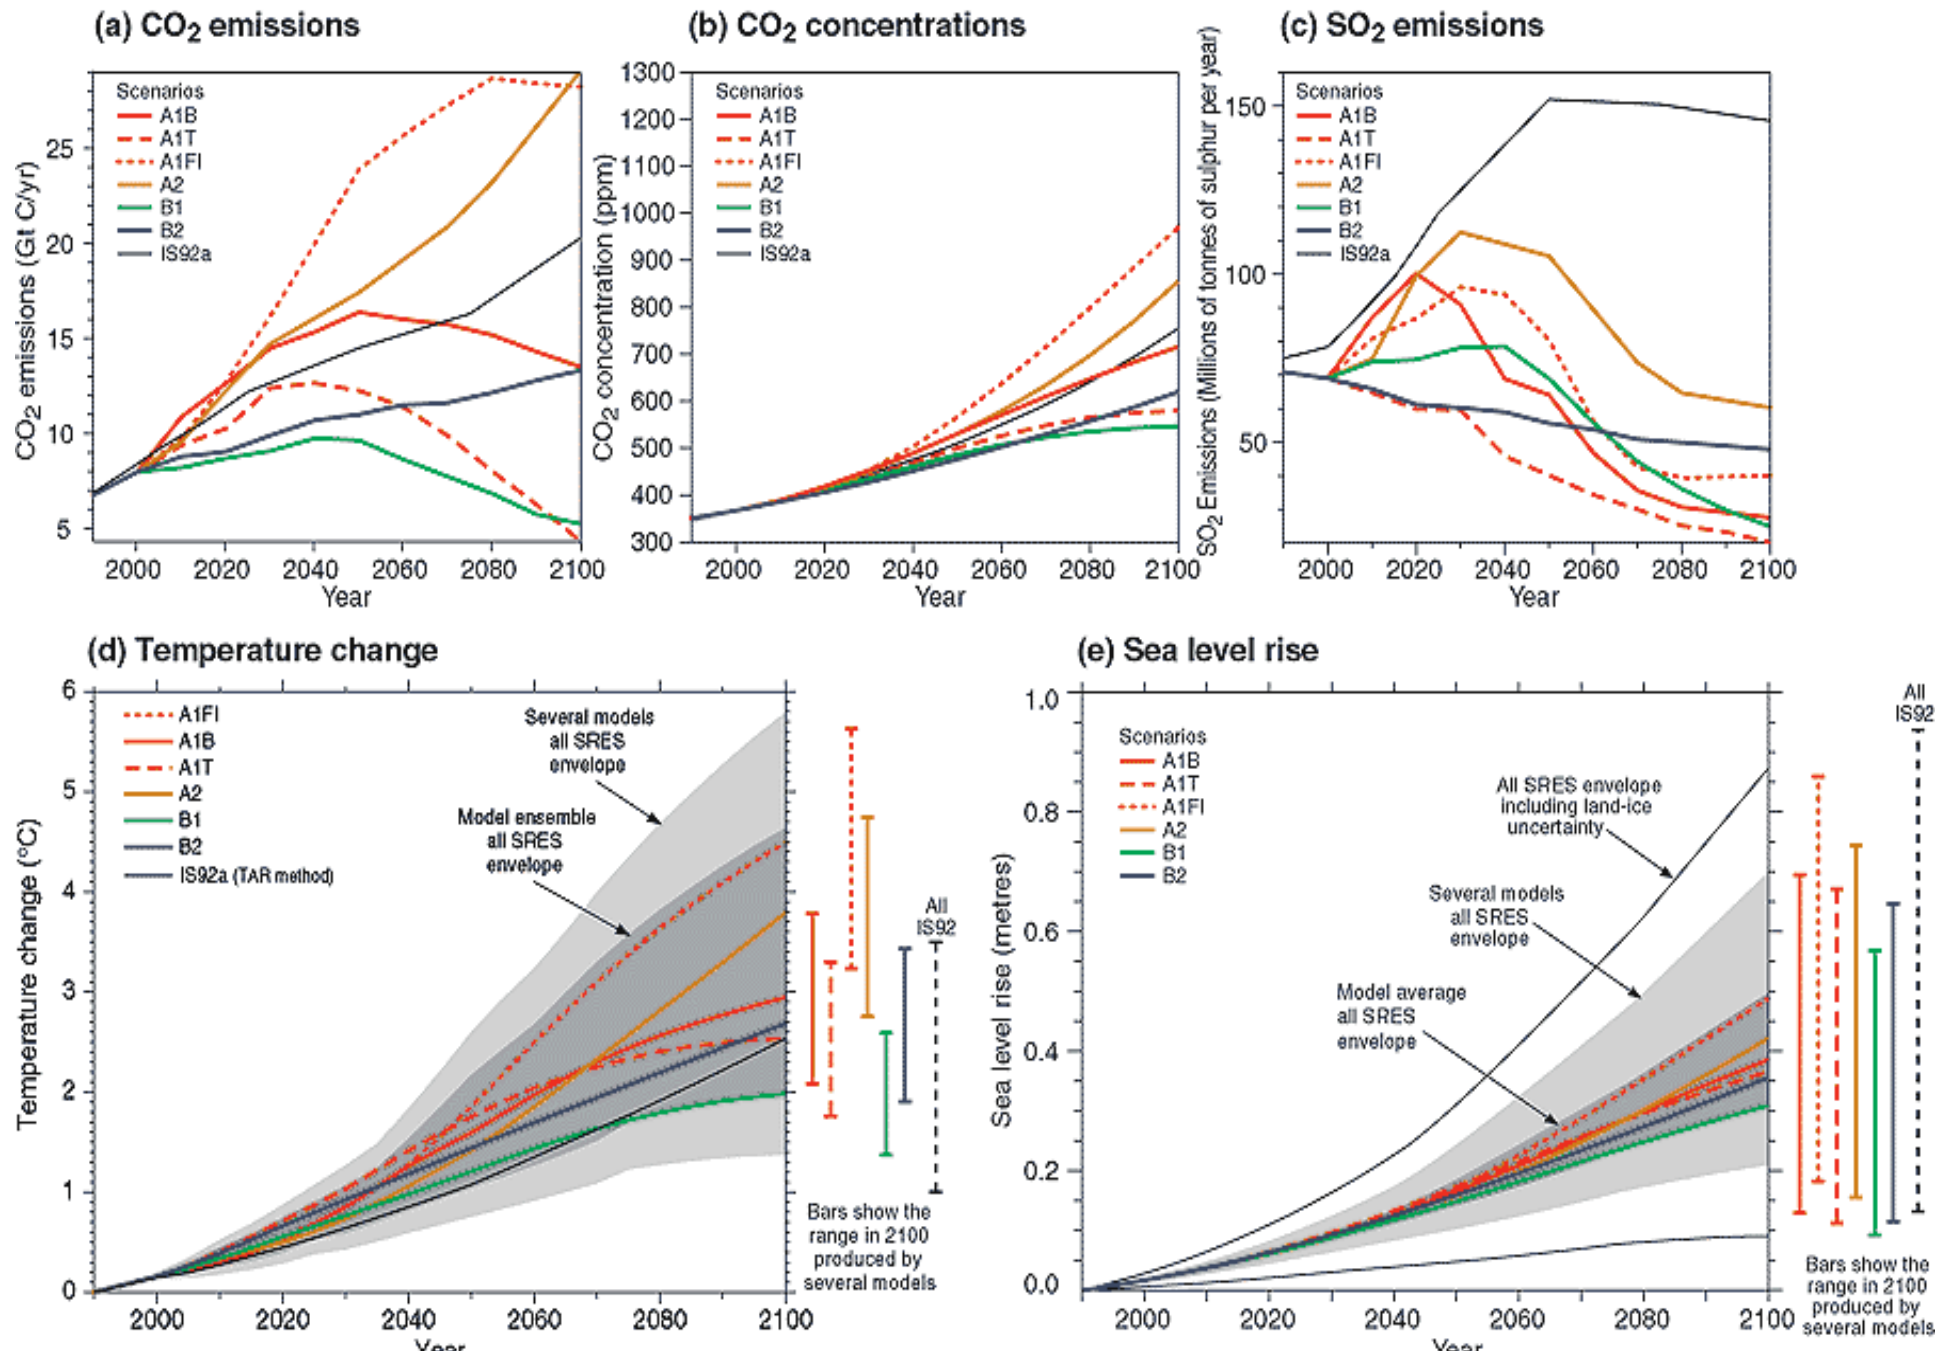 (a) CO2 emissions
CO2 emissions (Gt C/yr)
Scenarios
A1B
A1T
A1FI
A2
B1
B2
IS92a
25
20
15
10
5
2000 2020 2040 2060 2080 2100
Year
(b) CO2 concentrations
CO2 concentration (ppm)
1300
1200
1100
1000
900
800
700
600
500
400
300
Scenarios
A1B
A1T
A1FI
A2
B1
B2
IS92a
2000 2020 2040 2060 2080 2100
Year
(c) SO2 emissions
SO2 Emissions (Millions of tonnes of sulphur per year)
150
100
50
Scenarios
A1B
A1T
A1FI
A2
B1
B2
IS92a
2000 2020 2040 2060 2080 2100
Year
(d) Temperature change
Temperature change (°C)
6
5
4
3
2
1
0
A1FI
A1B
A1T
A2
B1
B2
IS92a (TAR method)
Several models
all SRES
envelope
Model ensemble
all SRES
envelope
All
IS92
Bars show the
range in 2100
produced by
several models
2000 2020 2040 2060 2080 2100
Year
(e) Sea level rise
Sea level rise (metres)
1.0
0.8
0.6
0.4
0.2
0.0
Scenarios
A1B
A1T
A1FI
A2
B1
B2
All SRES envelope
including land-ice
uncertainty
Several models
all SRES
envelope
Model average
all SRES
envelope
All
IS92
Bars show the
range in 2100
produced by
several models
2000 2020 2040 2060 2080 2100
Year